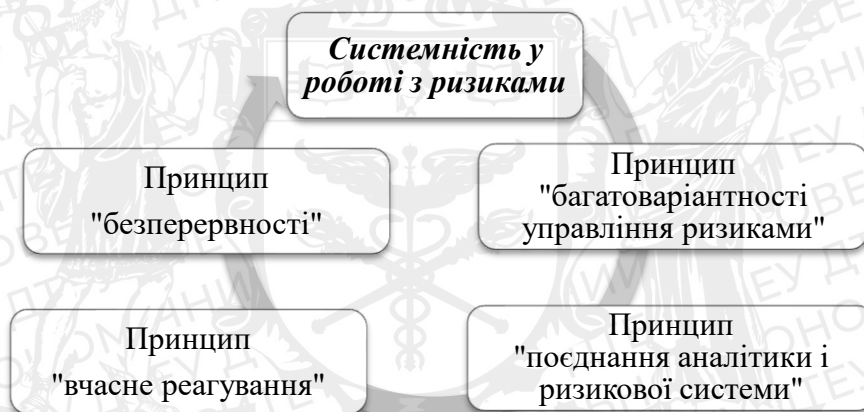 Системність у
роботі з ризиками
Принцип
"безперервності"
Принцип
"багатоваріантності
управління ризиками"
Принцип
"вчасне реагування"
Принцип
"поєднання аналітики і
ризикової системи"